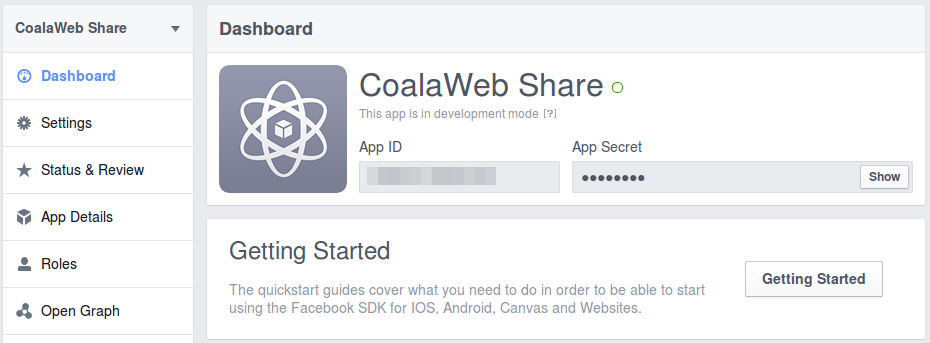 CoalaWeb Share
Dashboard
Settings
Status & Review
App Details
Roles
Open Graph
Dashboard
CoalaWeb Share
This app is in development mode [?]
App ID
App Secret
●●●●●●●●
Show
Getting Started
The quickstart guides cover what you need to do in order to be able to start
using the Facebook SDK for IOS, Android, Canvas and Websites.
Getting Started